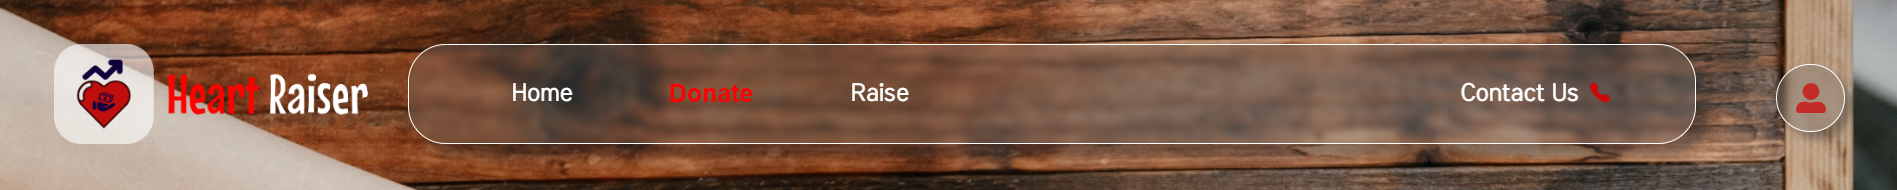 Heart Raiser
Home
Donate
Raise
Contact Us